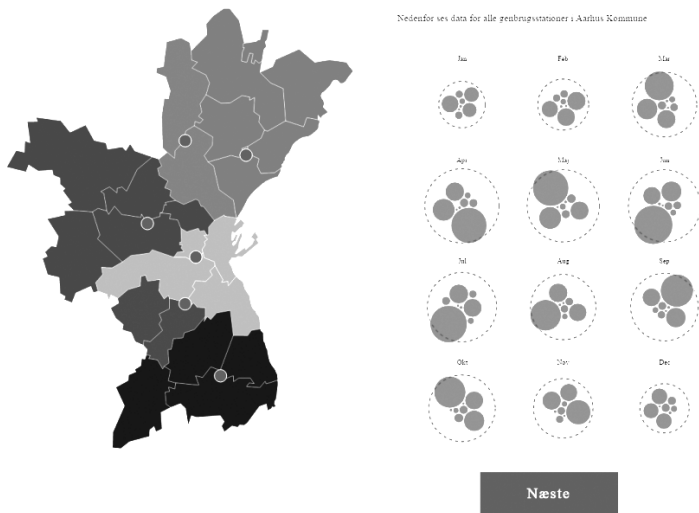 Nedenfor ses data for alle genbrugsstationer i Aarhus Kommune
Jan
Feb
Mar
Apr
Maj
Jun
Jul
Aug
Sep
Okt
Nov
Dec
Næste